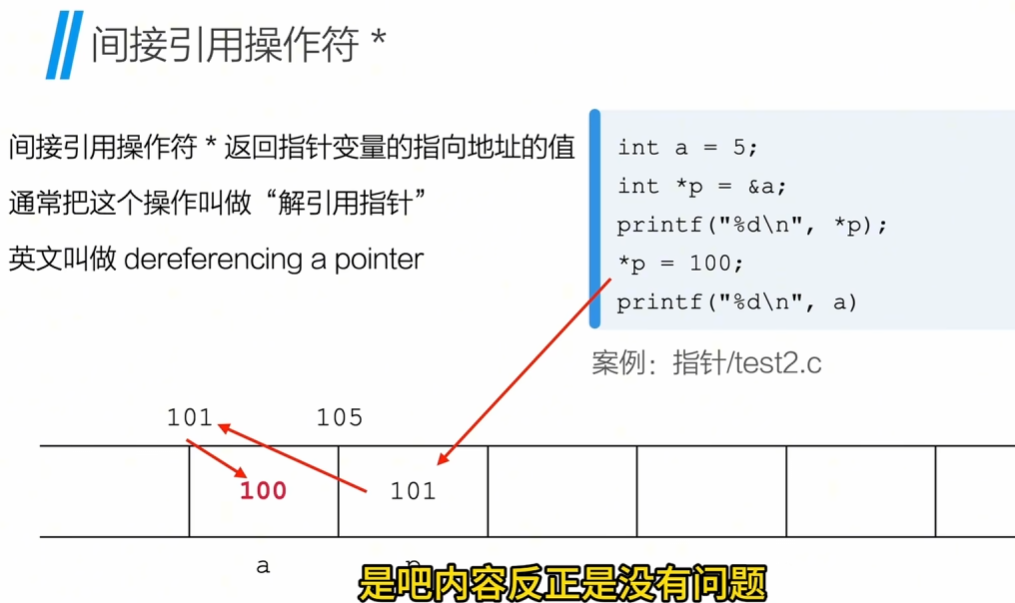 间接引用操作符 *
间接引用操作符 * 返回指针变量的指向地址的值
通常把这个操作叫做“解引用指针”
英文叫做 dereferencing a pointer
int a = 5;
int *p = &a;
printf("%d\n", *p);
*p = 100;
printf("%d\n", a)
案例：指针/test2.c
101 105
100 101
a p
是吧内容反正是没有问题